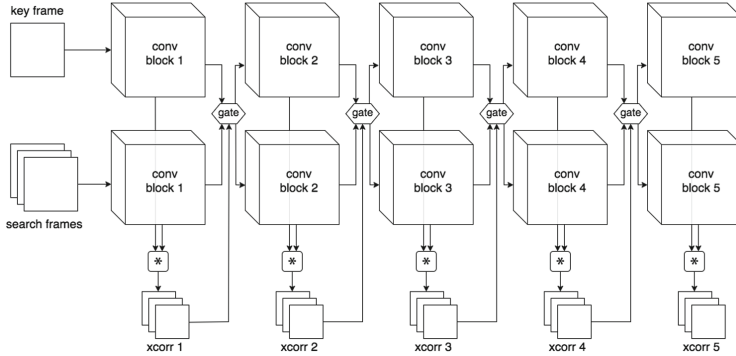 key frame
conv
block 1
conv
block 2
conv
block 3
conv
block 4
conv
block 5
gate
gate
gate
gate
conv
block 1
conv
block 2
conv
block 3
conv
block 4
conv
block 5
search frames
*
*
*
*
*
xcorr 1
xcorr 2
xcorr 3
xcorr 4
xcorr 5